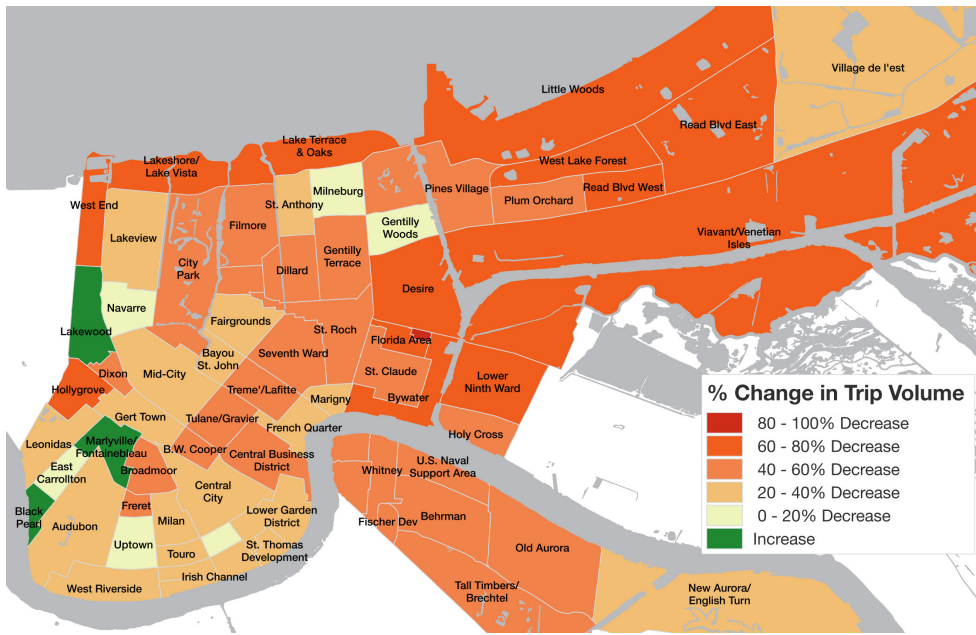 Village de l'est
Little Woods
Read Blvd East
Lake Terrace
& Oaks
Lakeshore/
Lake Vista
West Lake Forest
Milneburg
Pines Village
Read Blvd West
Plum Orchard
West End
St. Anthony
Filmore
Gentilly
Woods
Lakeview
Viavant/Venetian
Isles
Gentilly
Terrace
City
Park
Dillard
Desire
Navarre
Fairgrounds
Lakewood
St. Roch
Florida Area
Bayou
St. John
Seventh Ward
Mid-City
Dixon
St. Claude
Lower
Ninth Ward
Hollygrove
Treme'/Lafitte
Bywater
Marigny
Gert Town
Tulane/Gravier
French Quarter
Holy Cross
Leonidas
Marlyville/
Fontainebleau
B.W. Cooper
Central Business
District
East
Carrollton
Broadmoor
U.S. Naval
Support Area
Whitney
Central
City
Freret
Black
Pearl
Lower Garden
District
Behrman
Fischer Dev
Audubon
Milan
Uptown
Touro
St. Thomas
Development
Old Aurora
Irish Channel
West Riverside
Tall Timbers/
Brechtel
New Aurora/
English Turn
% Change in Trip Volume
80 - 100% Decrease
60 - 80% Decrease
40 - 60% Decrease
20 - 40% Decrease
0 - 20% Decrease
Increase